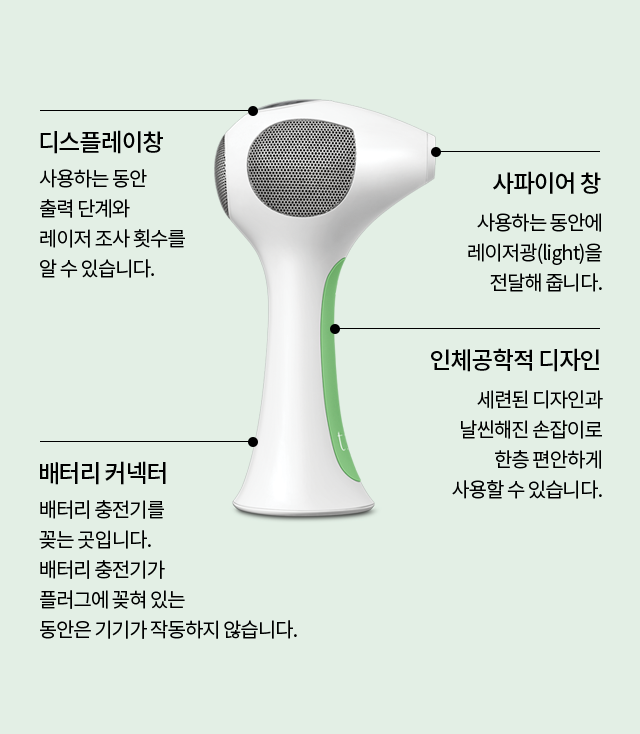 디스플레이창
사용하는 동안
출력 단계와
레이저 조사 횟수를
알 수 있습니다.
사파이어 창
사용하는 동안에
레이저광(light)을
전달해 줍니다.
인체공학적 디자인
세련된 디자인과
날씬해진 손잡이로
한층 편안하게
사용할 수 있습니다.
t
배터리 커넥터
배터리 충전기를
꽂는 곳입니다.
배터리 충전기가
플러그에 꽂혀 있는
동안은 기기가 작동하지 않습니다.